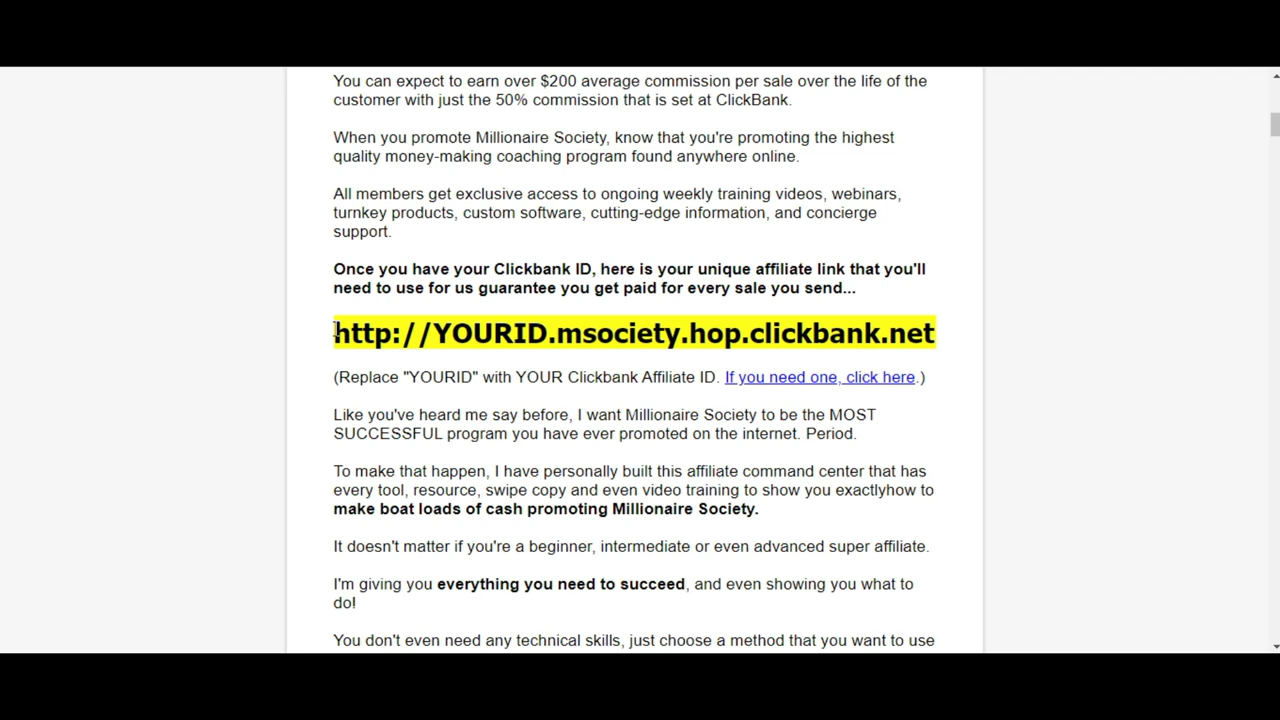 You can expect to earn over $200 average commission per sale over the life of the
customer with just the 50% commission that is set at ClickBank.
When you promote Millionaire Society, know that you're promoting the highest
quality money-making coaching program found anywhere online.
All members get exclusive access to ongoing weekly training videos, webinars,
turnkey products, custom software, cutting-edge information, and concierge
support.
Once you have your Clickbank ID, here is your unique affiliate link that you'll
need to use for us guarantee you get paid for every sale you send...
http://YOURID.msociety.hop.clickbank.net
(Replace "YOURID" with YOUR Clickbank Affiliate ID. If you need one, click here.)
Like you've heard me say before, I want Millionaire Society to be the MOST
SUCCESSFUL program you have ever promoted on the internet. Period.
To make that happen, I have personally built this affiliate command center that has
every tool, resource, swipe copy and even video training to show you exactlyhow to
make boat loads of cash promoting Millionaire Society.
It doesn't matter if you're a beginner, intermediate or even advanced super affiliate.
I'm giving you everything you need to succeed, and even showing you what to
do!
You don't even need any technical skills, just choose a method that you want to use